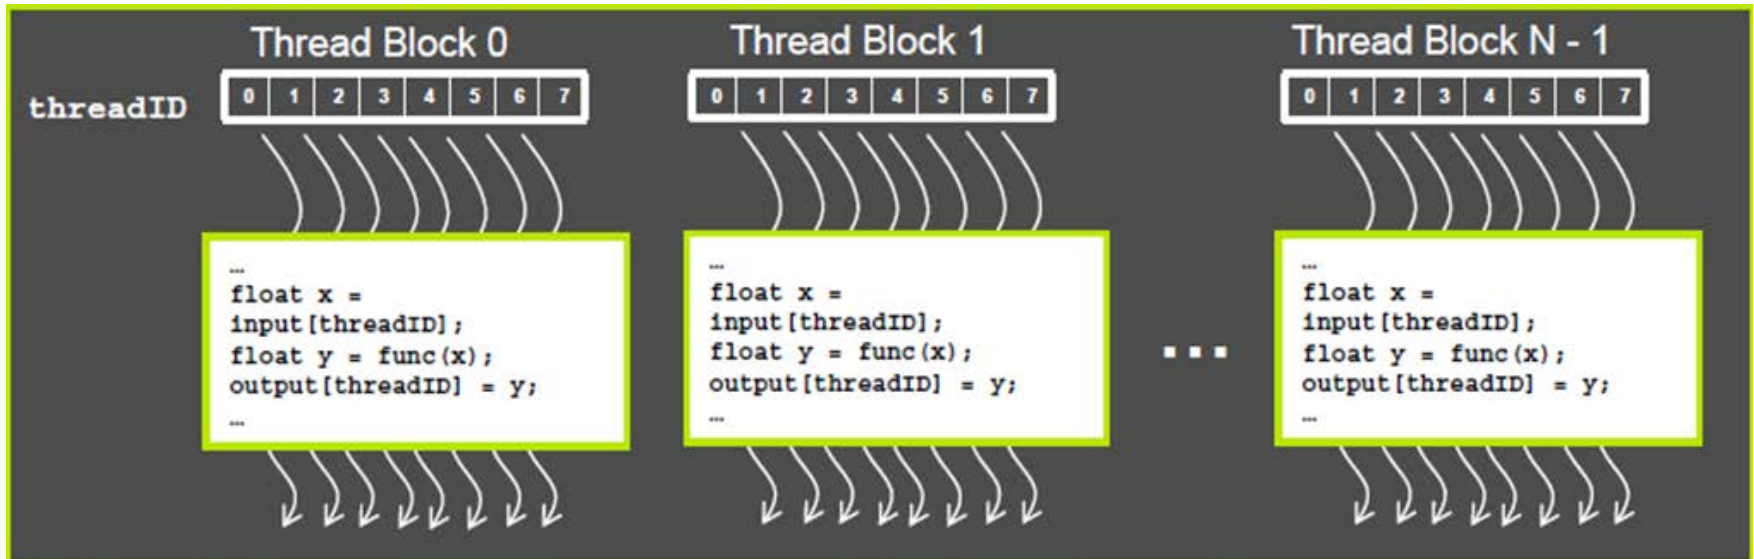 Thread Block 0
Thread Block 1
Thread Block N - 1
threadID
0 1 2 3 4 5 6 7
0 1 2 3 4 5 6 7
0 1 2 3 4 5 6 7
…
float x =
input[threadID];
float y = func(x);
output[threadID] = y;
…
…
float x =
input[threadID];
float y = func(x);
output[threadID] = y;
…
...
…
float x =
input[threadID];
float y = func(x);
output[threadID] = y;
…